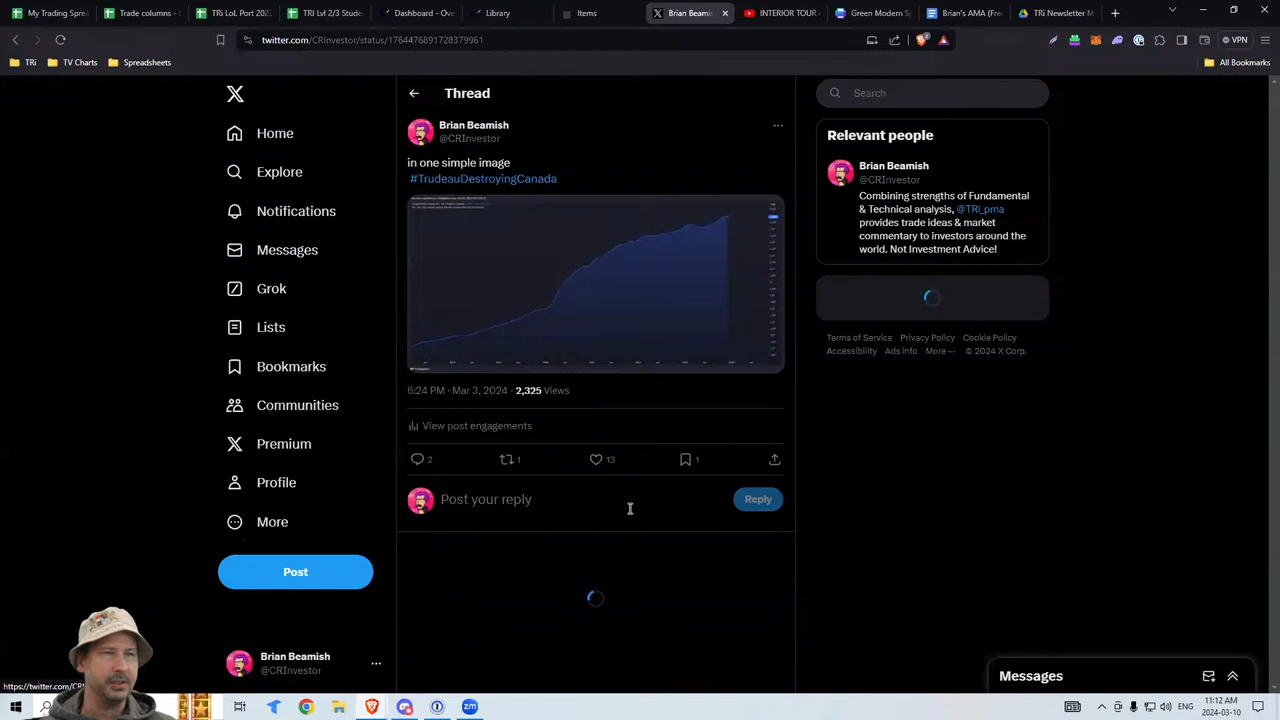 My Trading Spre
Trade columns -
TRi LoL Port 202
TRi Lvl 2/3 Stude
Dashboard - Ove
Library
Items
Brian Beamis
INTERIOR TOUR
Green Modern S
Brian's AMA (Fre
TRi Newsletter M
twitter.com/CRInvestor/status/1764476891728379961
VPN
TRi
TV Charts
Spreadsheets
All Bookmarks
Home
Explore
Notifications
Messages
Grok
Lists
Bookmarks
Communities
Premium
Profile
More
Post
Brian Beamish
@CRInvestor
Thread
Brian Beamish
@CRInvestor
in one simple image
#TrudeauDestroyingCanada
6:24 PM · Mar 3, 2024 · 2,325 Views
View post engagements
2
1
13
1
Post your reply
Reply
Search
Relevant people
Brian Beamish
@CRInvestor
Combining strengths of Fundamental
& Technical analysis, @TRi_pma
provides trade ideas & market
commentary to investors around the
world. Not Investment Advice!
Terms of Service Privacy Policy Cookie Policy
Accessibility Ads info More ··· © 2024 X Corp.
Messages
https://twitter.com/CR
ENG
11:12 AM
2024-03-10